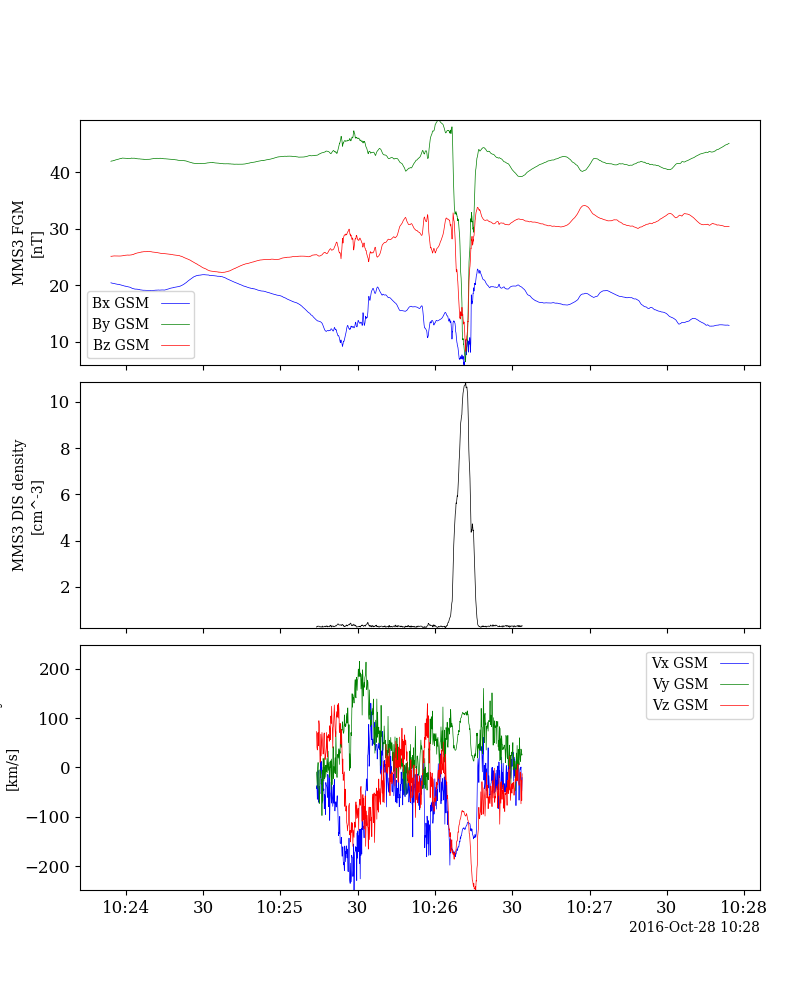 MMS3 FGM
[nT]
40
30
20
10
Bx GSM
By GSM
Bz GSM
MMS3 DIS density
[cm^-3]
10
8
6
4
2
[km/s]
200
100
0
−100
−200
Vx GSM
Vy GSM
Vz GSM
10:24 30 10:25 30 10:26 30 10:27 30 10:28
2016-Oct-28 10:28